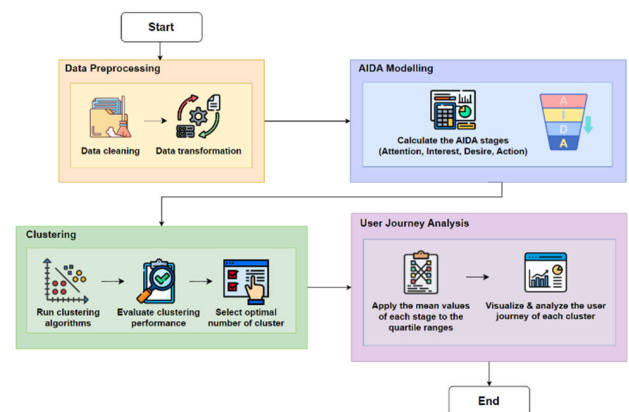 Start
Data Preprocessing
Data cleaning
Data transformation
AIDA Modelling
Calculate the AIDA stages
(Attention, Interest, Desire, Action)
A
I
D
A
Clustering
Run clustering
algorithms
Evaluate clustering
performance
Select optimal
number of cluster
User Journey Analysis
Apply the mean values
of each stage to the
quartile ranges
Visualize & analyze the user
journey of each cluster
End